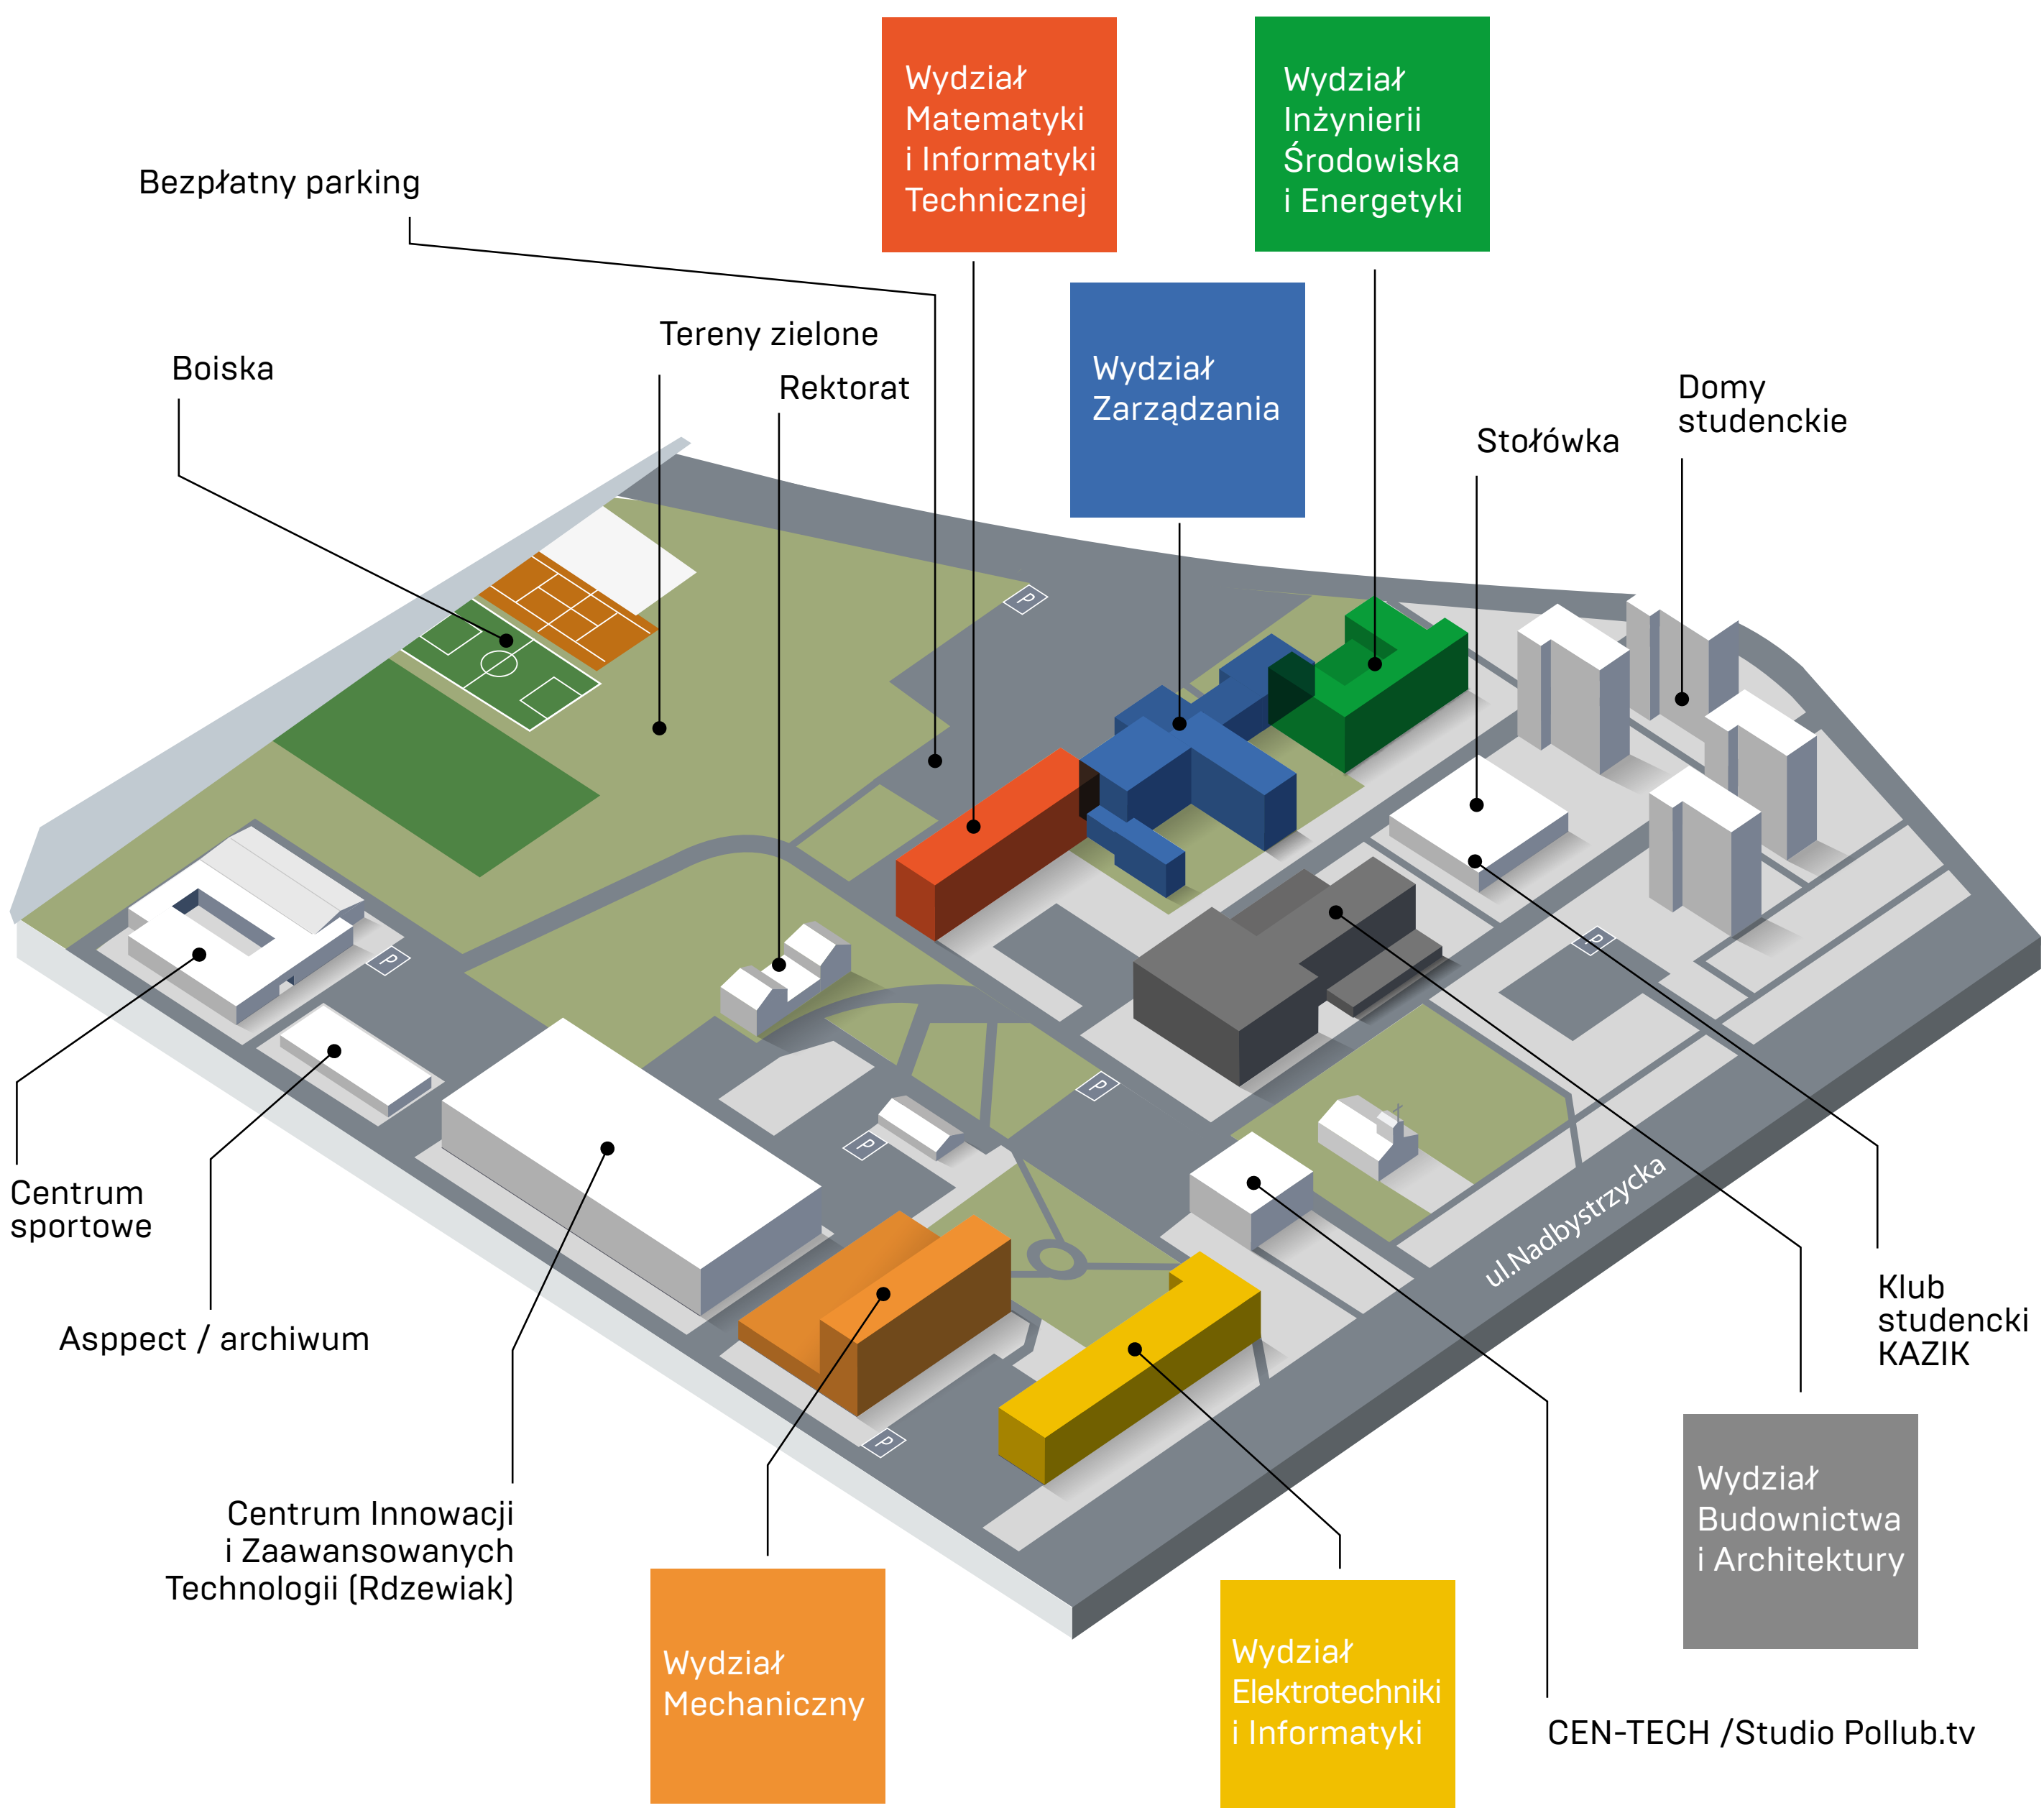 Wydział
Matematyki
i Informatyki
Technicznej
Wydział
Inżynierii
Środowiska
i Energetyki
Bezpłatny parking
Tereny zielone
Boiska
Rektorat
Wydział
Zarządzania
Stołówka
Domy
studenckie
P
P
P
P
P
P
ul.Nadbystrzycka
Centrum
sportowe
Asppect / archiwum
Klub
studencki
KAZIK
Centrum Innowacji
i Zaawansowanych
Technologii (Rdzewiak)
Wydział
Mechaniczny
Wydział
Elektrotechniki
i Informatyki
Wydział
Budownictwa
i Architektury
CEN-TECH /Studio Pollub.tv